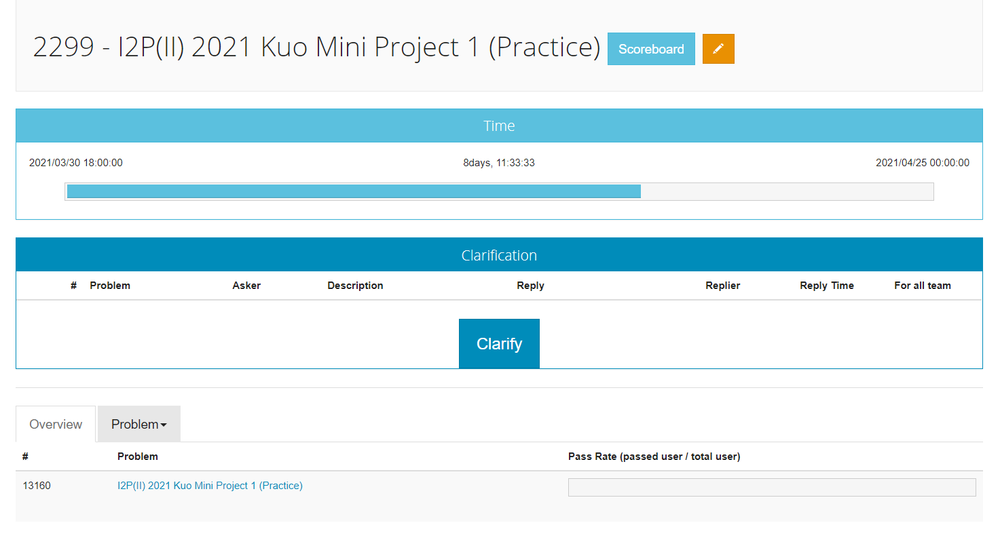 2299 - I2P(II) 2021 Kuo Mini Project 1 (Practice) Scoreboard
Time
2021/03/30 18:00:00 8days, 11:33:33 2021/04/25 00:00:00
Clarification
# Problem Asker Description Reply Replier Reply Time For all team
Clarify
Overview Problem
# Problem Pass Rate (passed user / total user)
13160 I2P(II) 2021 Kuo Mini Project 1 (Practice)